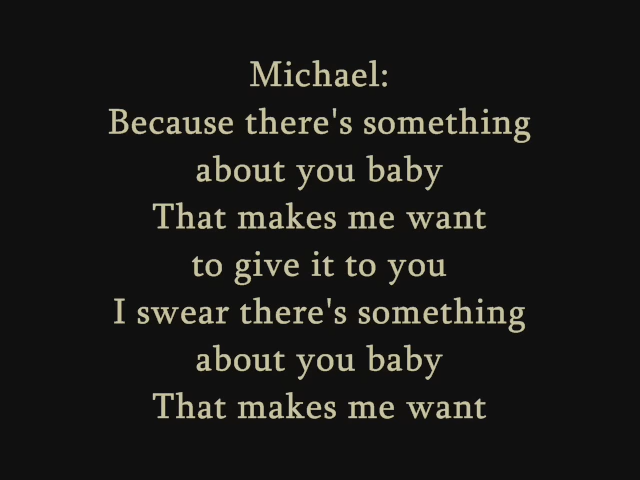 Michael:
Because there's something
about you baby
That makes me want
to give it to you
I swear there's something
about you baby
That makes me want